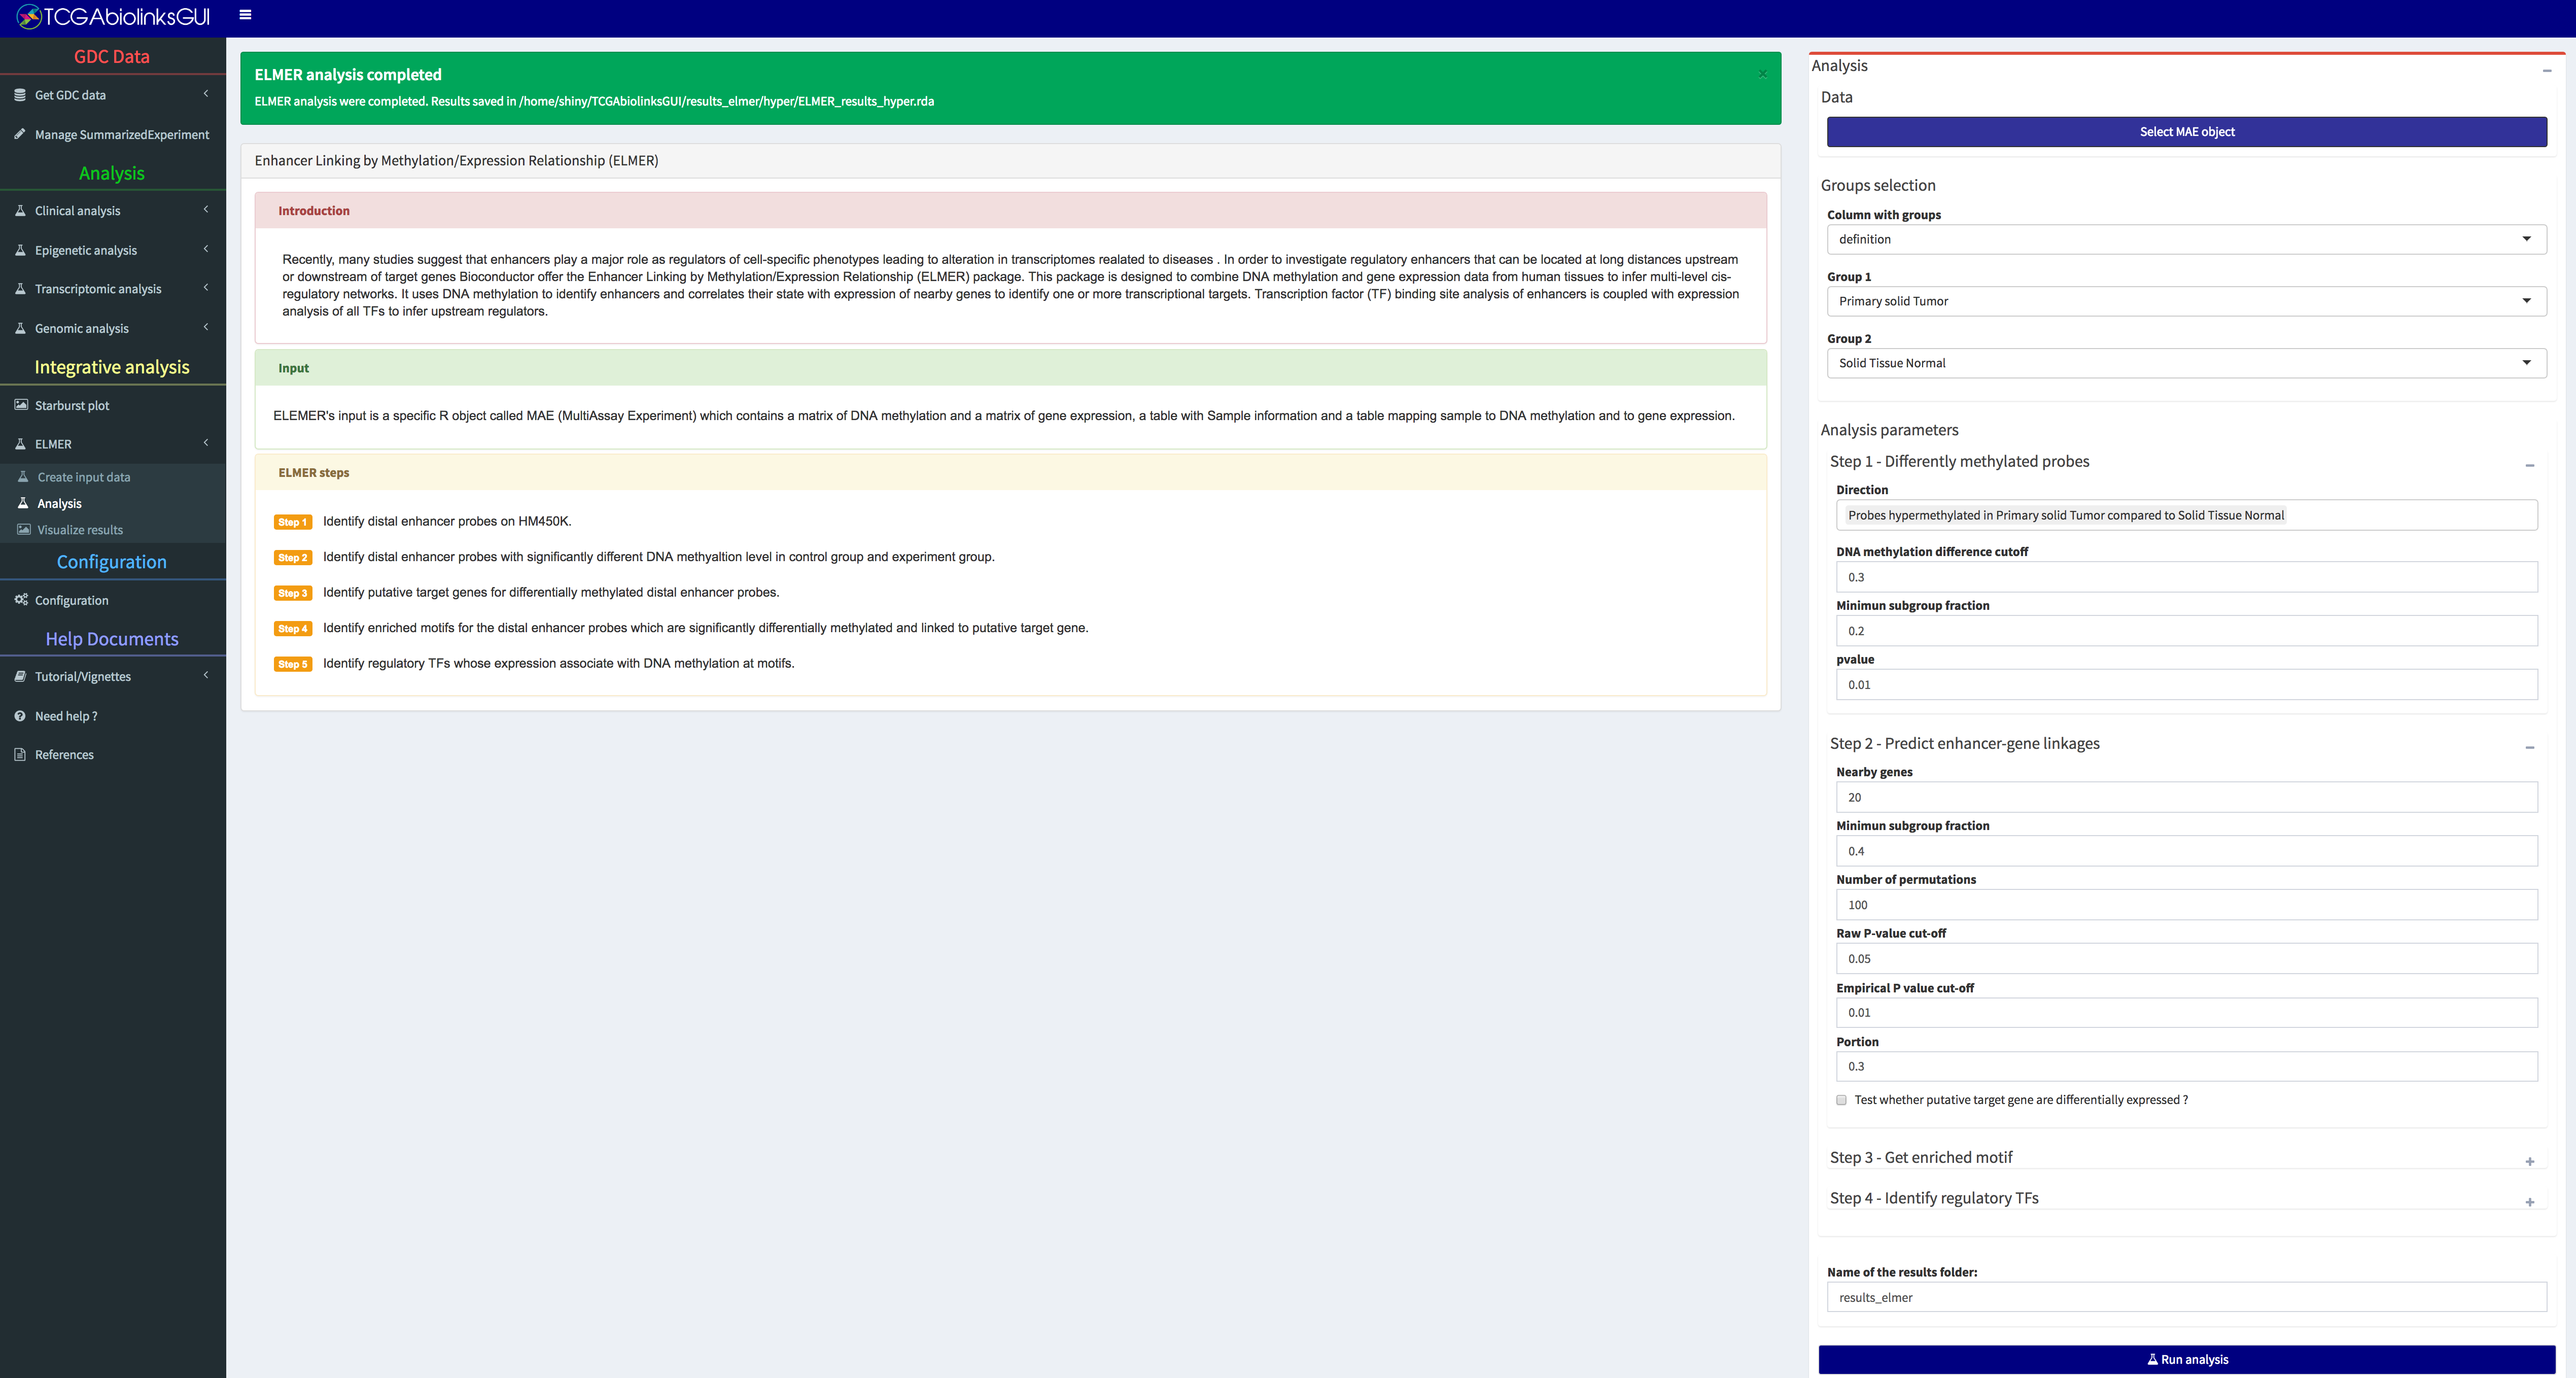 TCGAbiolinksGUI
GDC Data
Get GDC data
Manage SummarizedExperiment
Analysis
Clinical analysis
Epigenetic analysis
Transcriptomic analysis
Genomic analysis
Integrative analysis
Starburst plot
ELMER
Create input data
Analysis
Visualize results
Configuration
Configuration
Help Documents
Tutorial/Vignettes
Need help ?
References
ELMER analysis completed
×
ELMER analysis were completed. Results saved in /home/shiny/TCGAbiolinksGUI/results_elmer/hyper/ELMER_results_hyper.rda
Enhancer Linking by Methylation/Expression Relationship (ELMER)
Introduction
Recently, many studies suggest that enhancers play a major role as regulators of cell-specific phenotypes leading to alteration in transcriptomes realated to diseases . In order to investigate regulatory enhancers that can be located at long distances upstream
or downstream of target genes Bioconductor offer the Enhancer Linking by Methylation/Expression Relationship (ELMER) package. This package is designed to combine DNA methylation and gene expression data from human tissues to infer multi-level cis-
regulatory networks. It uses DNA methylation to identify enhancers and correlates their state with expression of nearby genes to identify one or more transcriptional targets. Transcription factor (TF) binding site analysis of enhancers is coupled with expression
analysis of all TFs to infer upstream regulators.
Input
ELEMER's input is a specific R object called MAE (MultiAssay Experiment) which contains a matrix of DNA methylation and a matrix of gene expression, a table with Sample information and a table mapping sample to DNA methylation and to gene expression.
ELMER steps
Step 1 Identify distal enhancer probes on HM450K.
Step 2 Identify distal enhancer probes with significantly different DNA methyaltion level in control group and experiment group.
Step 3 Identify putative target genes for differentially methylated distal enhancer probes.
Step 4 Identify enriched motifs for the distal enhancer probes which are significantly differentially methylated and linked to putative target gene.
Step 5 Identify regulatory TFs whose expression associate with DNA methylation at motifs.
Analysis
Data
Select MAE object
Groups selection
Column with groups
definition
Group 1
Primary solid Tumor
Group 2
Solid Tissue Normal
Analysis parameters
Step 1 - Differently methylated probes
Direction
Probes hypermethylated in Primary solid Tumor compared to Solid Tissue Normal
DNA methylation difference cutoff
0.3
Minimun subgroup fraction
0.2
pvalue
0.01
Step 2 - Predict enhancer-gene linkages
Nearby genes
20
Minimun subgroup fraction
0.4
Number of permutations
100
Raw P-value cut-off
0.05
Empirical P value cut-off
0.01
Portion
0.3
Test whether putative target gene are differentially expressed ?
Step 3 - Get enriched motif
Step 4 - Identify regulatory TFs
Name of the results folder:
results_elmer
Run analysis